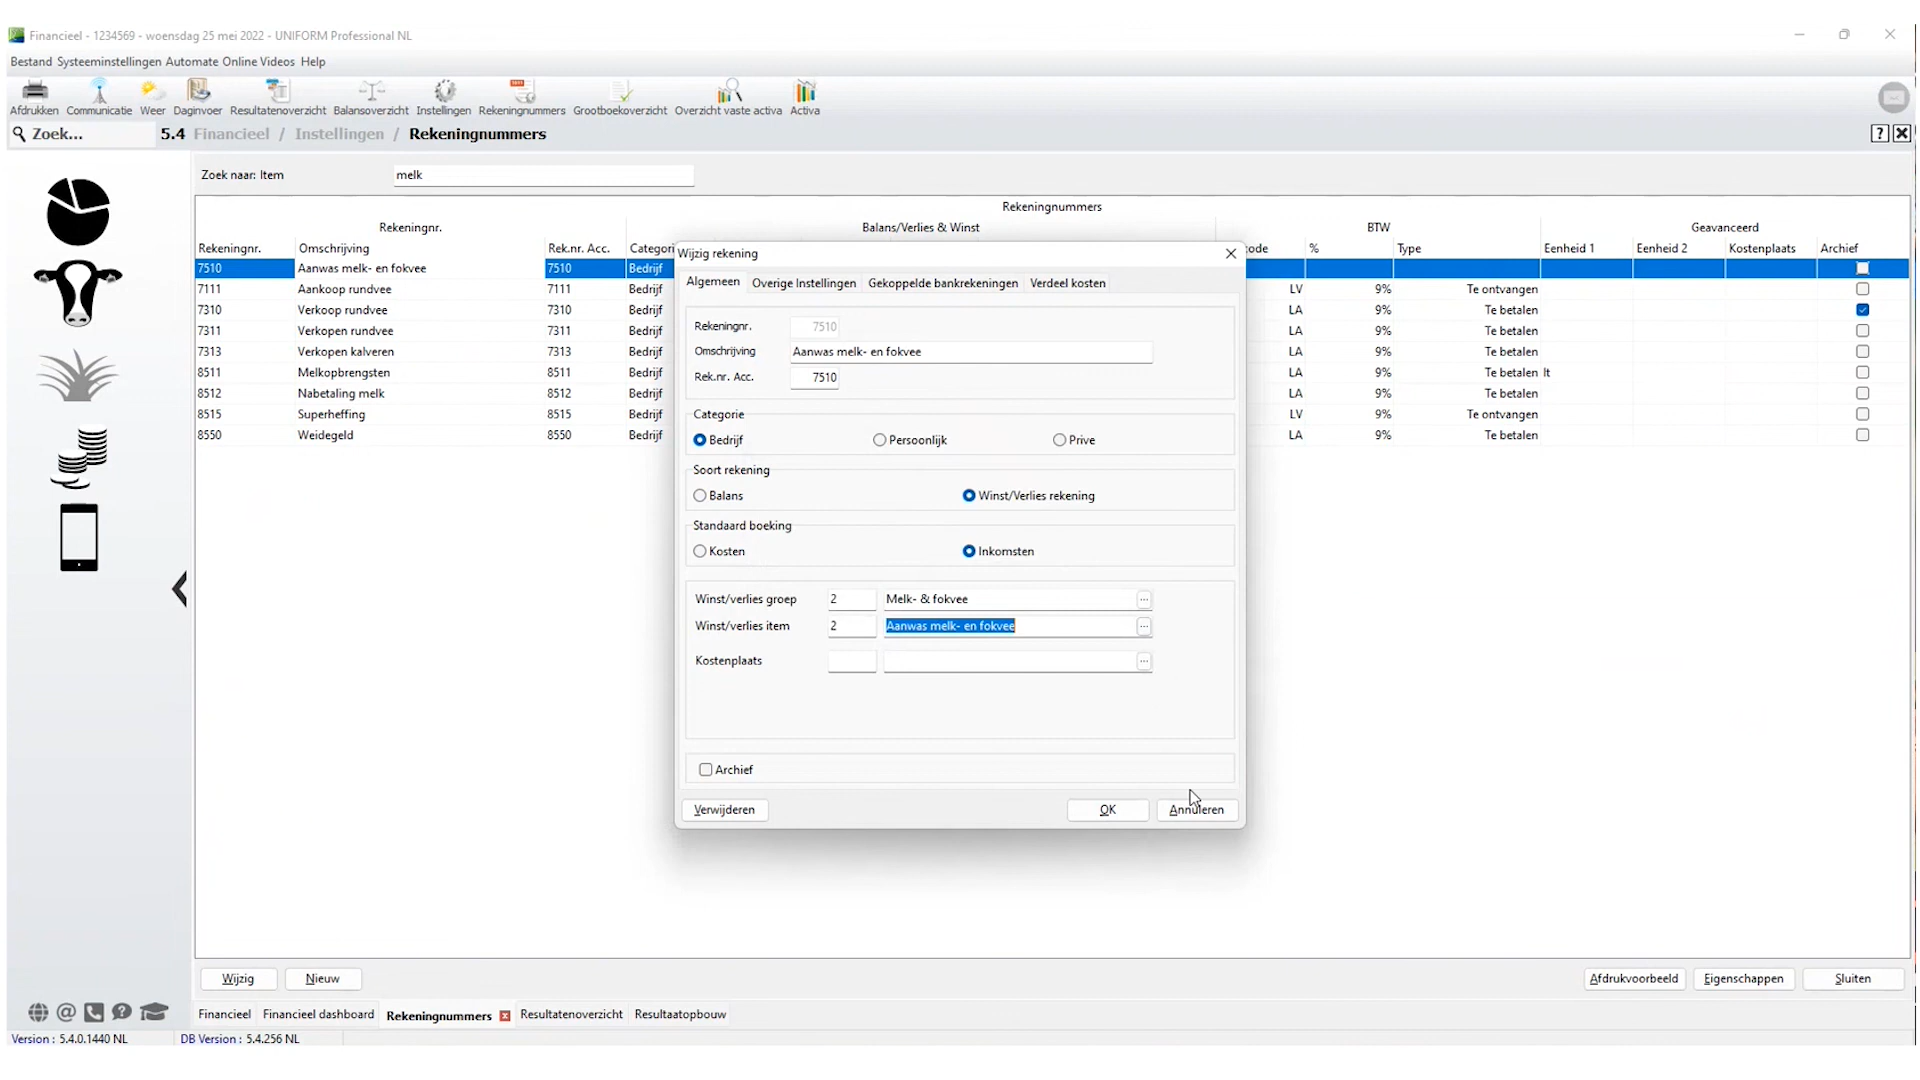 Financieel - 1234569 - woensdag 25 mei 2022 - UNIFORM Professional NL
Bestand Systeeminstellingen Automate Online Videos Help
Afdrukken Communicatie Weer Daginvoer Resultatenoverzicht Balansoverzicht Instellingen Rekeningnummers Grootboekoverzicht Overzicht vaste activa Activa
Zoek... 5.4 Financieel / Instellingen / Rekeningnummers
Zoek naar: Item melk
Rekeningnummers
Rekeningnr. Balans/Verlies & Winst BTW Geavanceerd
Rekeningnr. Omschrijving Rek.nr. Acc. Categori ode % Type Eenheid 1 Eenheid 2 Kostenplaats Archief
7510 Aanwas melk- en fokvee 7510 Bedrijf
7111 Aankoop rundvee 7111 Bedrijf LV 9% Te ontvangen
7310 Verkoop rundvee 7310 Bedrijf LA 9% Te betalen
7311 Verkopen rundvee 7311 Bedrijf LA 9% Te betalen
7313 Verkopen kalveren 7313 Bedrijf LA 9% Te betalen
8511 Melkopbrengsten 8511 Bedrijf LA 9% Te betalen lt
8512 Nabetaling melk 8512 Bedrijf LA 9% Te betalen
8515 Superheffing 8515 Bedrijf LV 9% Te ontvangen
8550 Weidegeld 8550 Bedrijf LA 9% Te betalen
Wijzig rekening
Algemeen Overige Instellingen Gekoppelde bankrekeningen Verdeel kosten
Rekeningnr. 7510
Omschrijving Aanwas melk- en fokvee
Rek.nr. Acc. 7510
Categorie
Bedrijf Persoonlijk Prive
Soort rekening
Balans Winst/Verlies rekening
Standaard boeking
Kosten Inkomsten
Winst/verlies groep 2 Melk- & fokvee ...
Winst/verlies item 2 Aanwas melk- en fokvee ...
Kostenplaats ...
Archief
Verwijderen OK Annuleren
Wijzig Nieuw Afdrukvoorbeeld Eigenschappen Sluiten
Financieel Financieel dashboard Rekeningnummers Resultatenoverzicht Resultaatopbouw
Version : 5.4.0.1440 NL DB Version : 5.4.256 NL